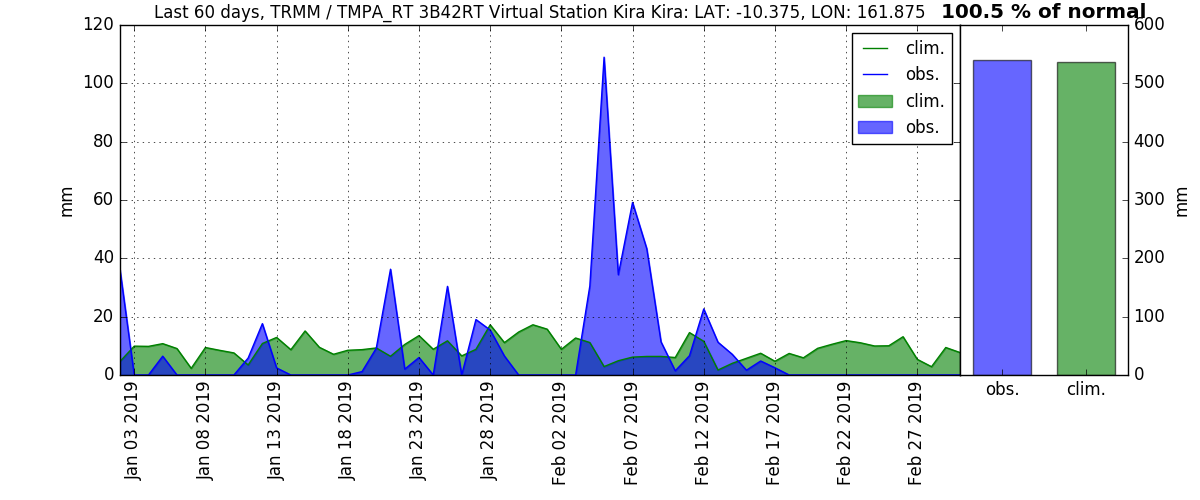 Last 60 days, TRMM / TMPA_RT 3B42RT Virtual Station Kira Kira: LAT: -10.375, LON: 161.875
100.5 % of normal
120
100
80
60
40
20
0
mm
clim.
obs.
clim.
obs.
600
500
400
300
200
100
0
mm
Jan 03 2019
Jan 08 2019
Jan 13 2019
Jan 18 2019
Jan 23 2019
Jan 28 2019
Feb 02 2019
Feb 07 2019
Feb 12 2019
Feb 17 2019
Feb 22 2019
Feb 27 2019
obs.
clim.